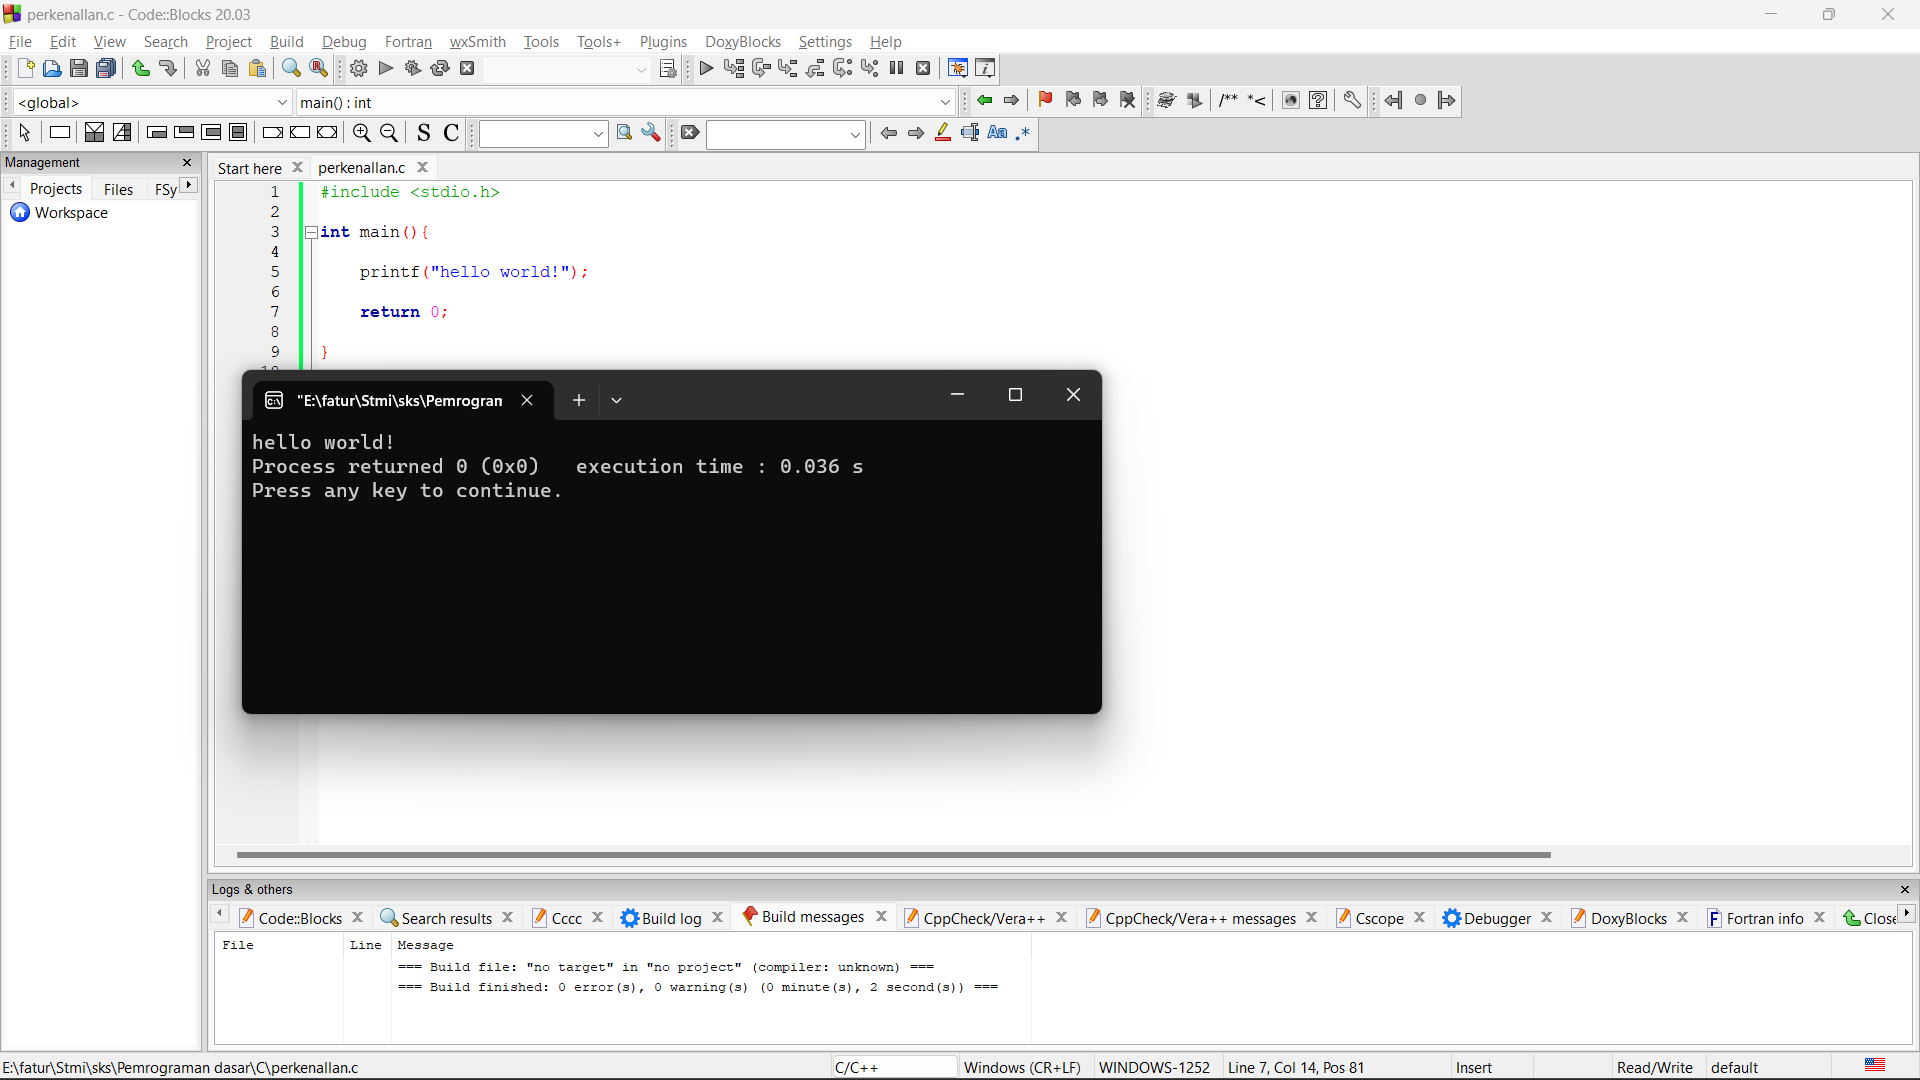 perkenallan.c - Code::Blocks 20.03
File Edit View Search Project Build Debug Fortran wxSmith Tools Tools+ Plugins DoxyBlocks Settings Help
<global> main() : int
/** *<
S C Aa .*
Management
Projects Files FSy
Workspace
Start here perkenallan.c
1 #include <stdio.h>
2
3 int main(){
4
5 printf("hello world!");
6
7 return 0;
8
9 }
"E:\fatur\Stmi\sks\Pemrogran
hello world!
Process returned 0 (0x0)   execution time : 0.036 s
Press any key to continue.
Logs & others
Code::Blocks Search results Cccc Build log Build messages CppCheck/Vera++ CppCheck/Vera++ messages Cscope Debugger DoxyBlocks Fortran info Close
File Line Message
=== Build file: "no target" in "no project" (compiler: unknown) ===
=== Build finished: 0 error(s), 0 warning(s) (0 minute(s), 2 second(s)) ===
E:\fatur\Stmi\sks\Pemrograman dasar\C\perkenallan.c C/C++ Windows (CR+LF) WINDOWS-1252 Line 7, Col 14, Pos 81 Insert Read/Write default